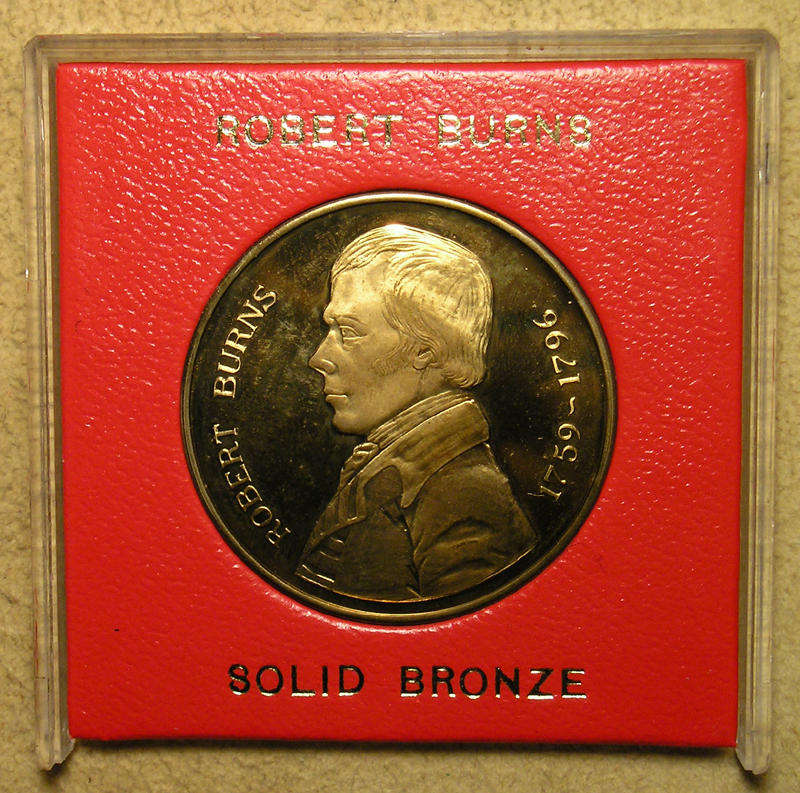 ROBERT BURNS
ROBERT BURNS
1759~1796
SOLID BRONZE